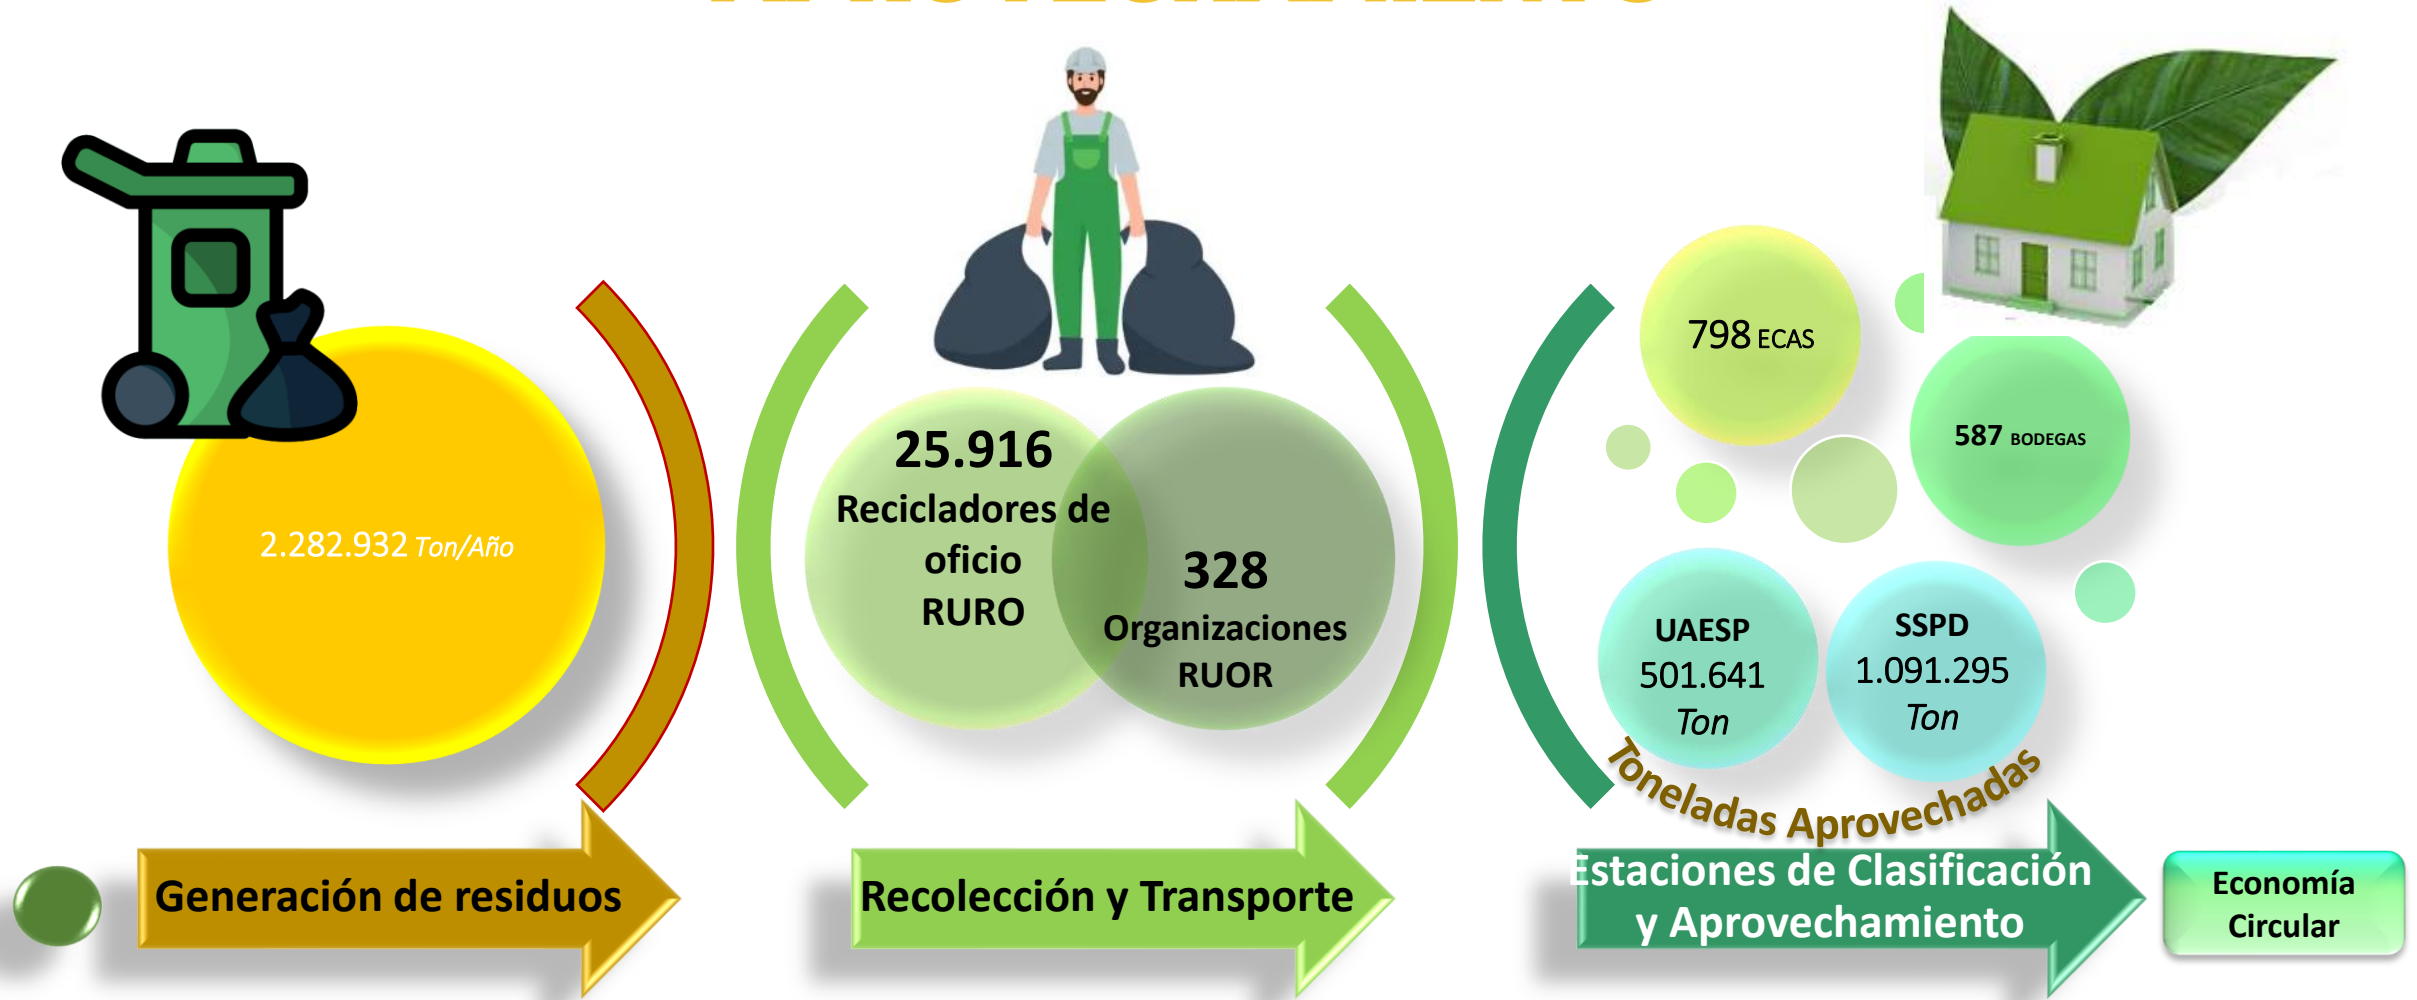 2.282.932 Ton/Año
25.916
Recicladores de
oficio
RURO
328
Organizaciones
RUOR
798 ECAS
587 BODEGAS
UAESP
501.641
Ton
SSPD
1.091.295
Ton
Toneladas Aprovechadas
Generación de residuos
Recolección y Transporte
Estaciones de Clasificación
y Aprovechamiento
Economía
Circular